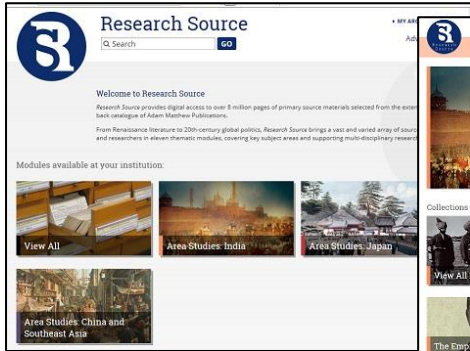 Research Source
MY AR
Search
GO
Adv
Welcome to Research Source
Research Source provides digital access to over 8 million pages of primary source materials selected from the exten
back catalogue of Adam Matthew Publications.
From Renaissance literature to 20th-century global politics, Research Source brings a vast and varied array of sourc
and researchers in eleven thematic modules, covering key subject areas and supporting multi-disciplinary research
Modules available at your institution:
View All
Area Studies: India
Area Studies: Japan
Area Studies: China and
Southeast Asia
Collections
View All
The Emp